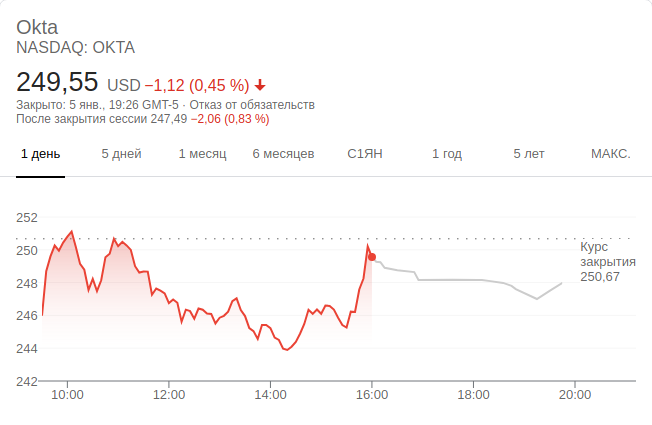 Okta
NASDAQ: OKTA
249,55 USD −1,12 (0,45 %)
Закрыто: 5 янв., 19:26 GMT-5 · Отказ от обязательств
После закрытия сессии 247,49 −2,06 (0,83 %)
1 день 5 дней 1 месяц 6 месяцев С1ЯН 1 год 5 лет МАКС.
252
250
248
246
244
242
Курс
закрытия
250,67
10:00 12:00 14:00 16:00 18:00 20:00